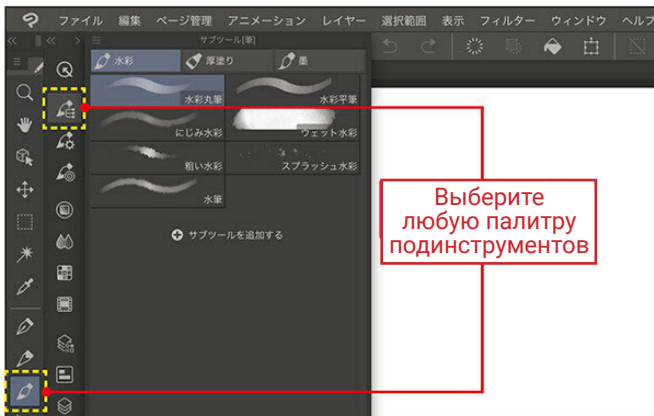 ファイル 編集 ページ管理 アニメーション レイヤー 選択範囲 表示 フィルター ウィンドウ ヘルプ
サブツール[筆]
水彩 厚塗り 墨
水彩丸筆 水彩平筆
にじみ水彩 ウェット水彩
粗い水彩 スプラッシュ水彩
水筆
サブツールを追加する
Выберите
любую палитру
подинструментов